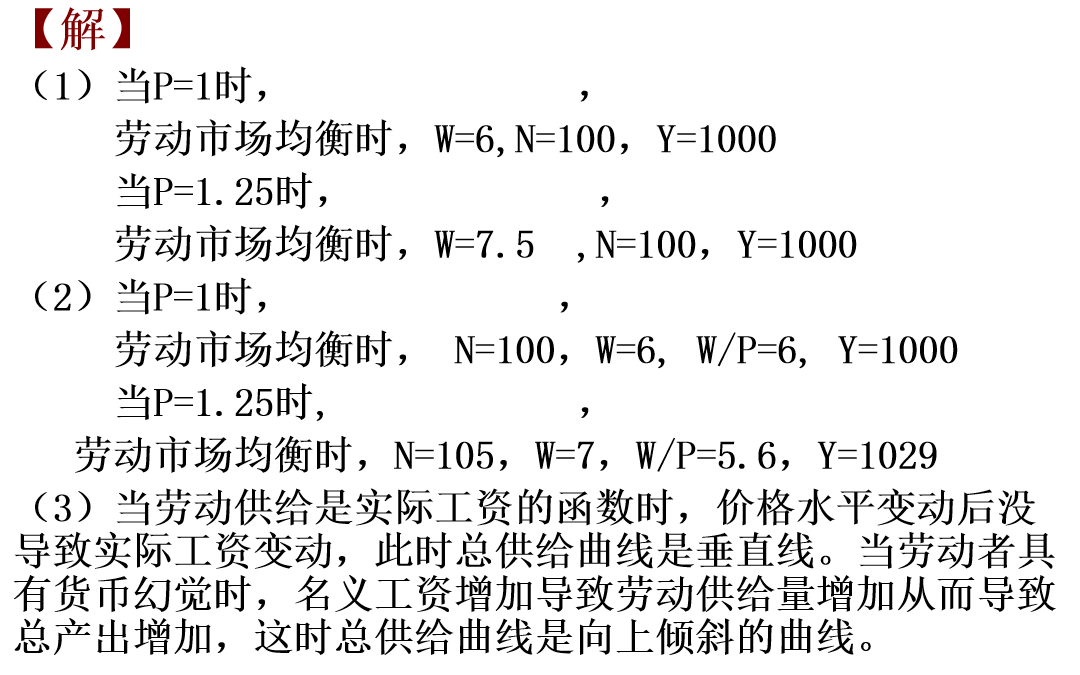 【解】
（1）当P=1时， ，
劳动市场均衡时，W=6,N=100，Y=1000
当P=1.25时， ，
劳动市场均衡时，W=7.5 ,N=100，Y=1000
（2）当P=1时， ，
劳动市场均衡时， N=100，W=6, W/P=6, Y=1000
当P=1.25时, ，
劳动市场均衡时，N=105，W=7，W/P=5.6，Y=1029
（3）当劳动供给是实际工资的函数时，价格水平变动后没
导致实际工资变动，此时总供给曲线是垂直线。当劳动者具
有货币幻觉时，名义工资增加导致劳动供给量增加从而导致
总产出增加，这时总供给曲线是向上倾斜的曲线。